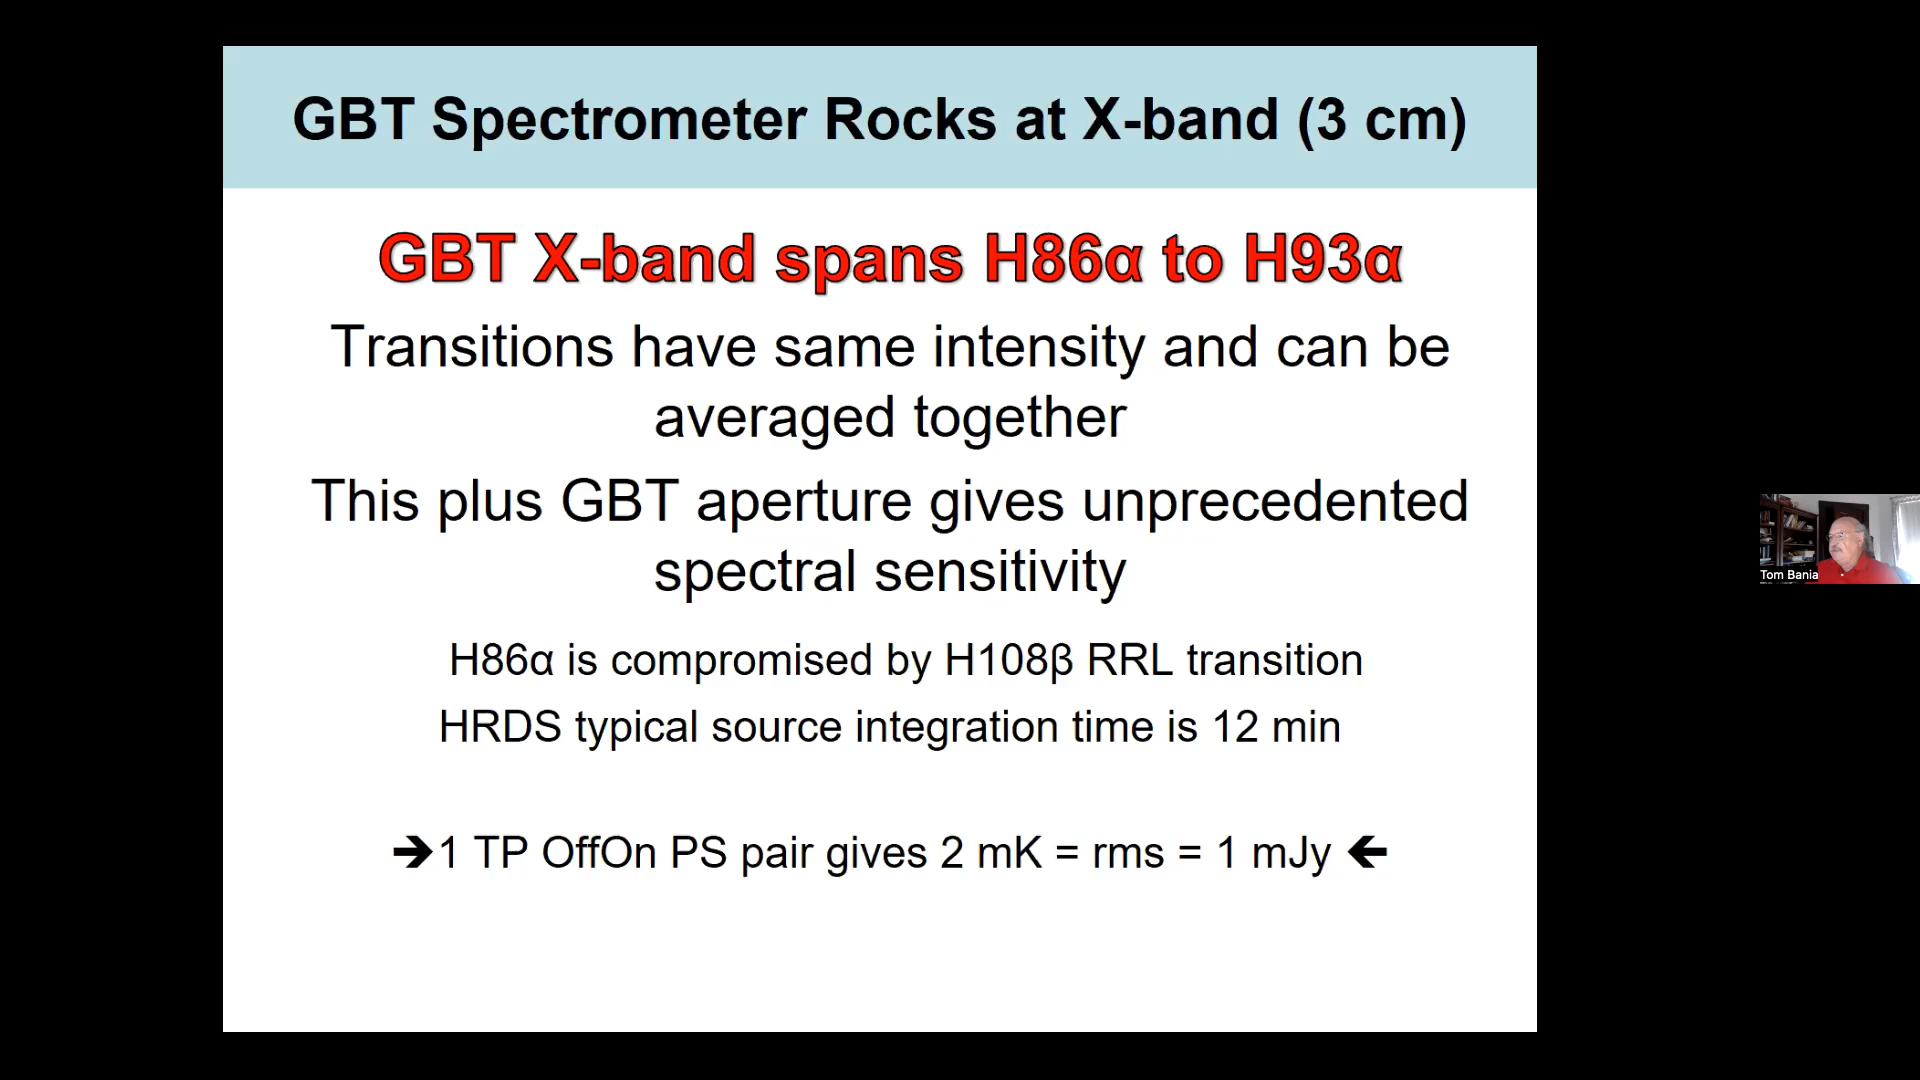 GBT Spectrometer Rocks at X-band (3 cm)
GBT X-band spans H86α to H93α
Transitions have same intensity and can be
averaged together
This plus GBT aperture gives unprecedented
spectral sensitivity
H86α is compromised by H108β RRL transition
HRDS typical source integration time is 12 min
➔1 TP OffOn PS pair gives 2 mK = rms = 1 mJy 🡸
Tom Bania